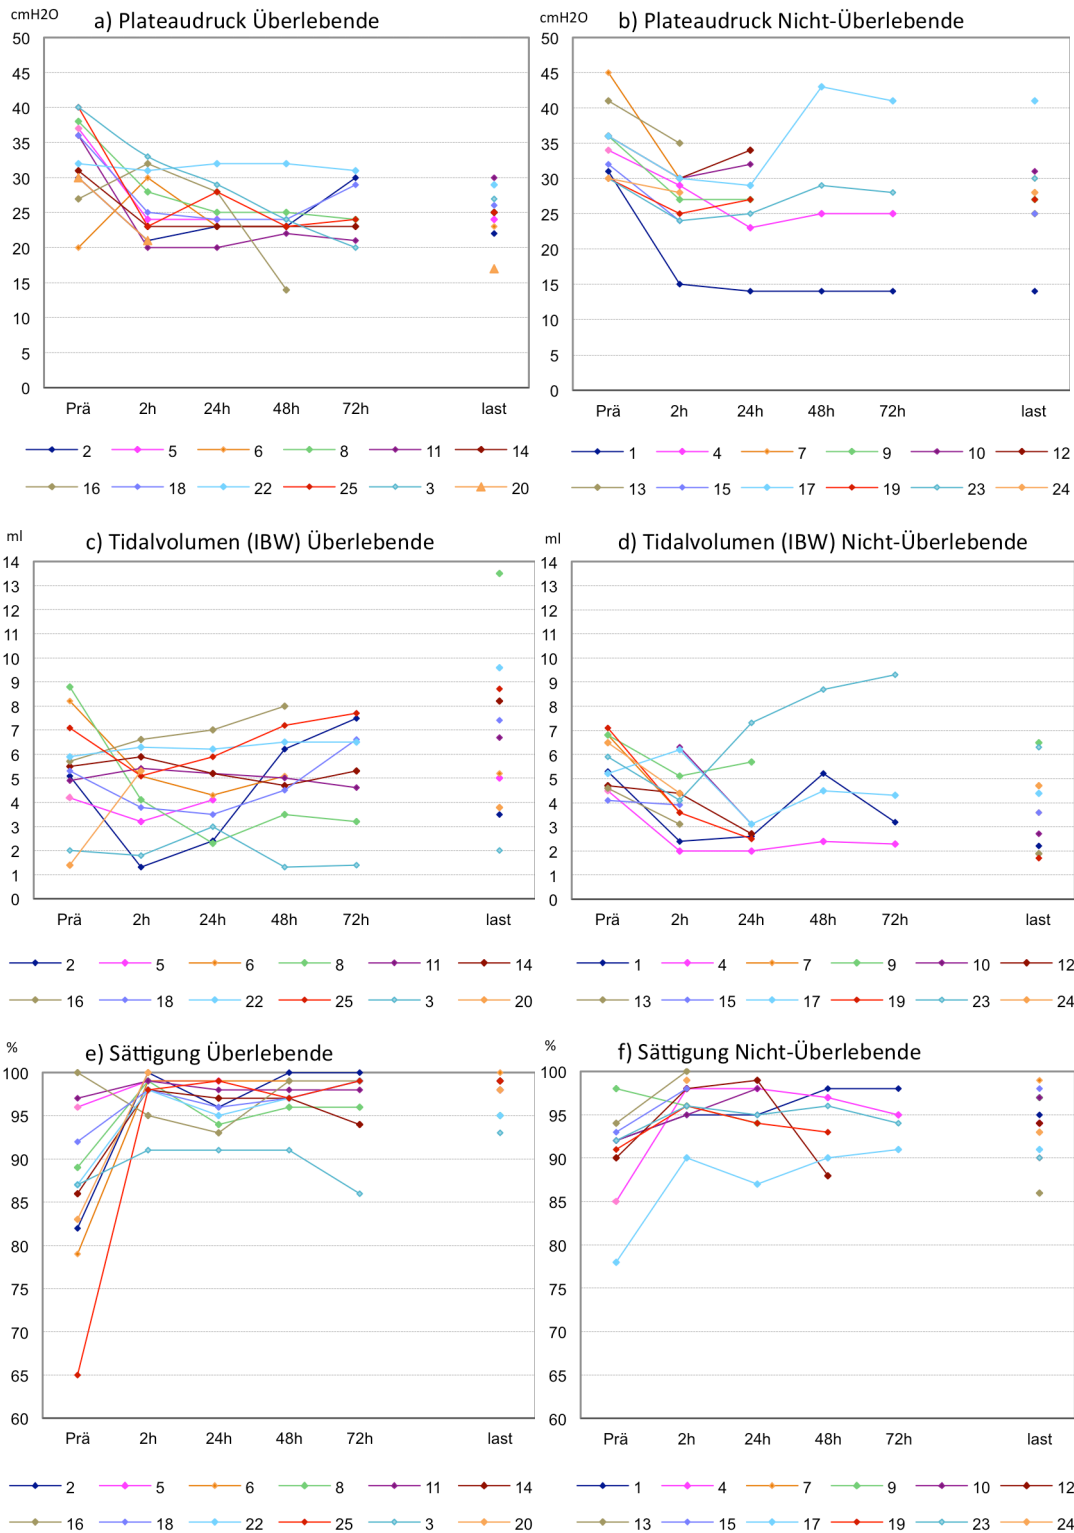 cmH2O
a) Plateaudruck Überlebende
50
45
40
35
30
25
20
15
10
5
0
Prä 2h 24h 48h 72h last
2 5 6 8 11 14
16 18 22 25 3 20
cmH2O
b) Plateaudruck Nicht-Überlebende
50
45
40
35
30
25
20
15
10
5
0
Prä 2h 24h 48h 72h last
1 4 7 9 10 12
13 15 17 19 23 24
ml
c) Tidalvolumen (IBW) Überlebende
14
13
12
11
10
9
8
7
6
5
4
3
2
1
0
Prä 2h 24h 48h 72h last
2 5 6 8 11 14
16 18 22 25 3 20
ml
d) Tidalvolumen (IBW) Nicht-Überlebende
14
13
12
11
10
9
8
7
6
5
4
3
2
1
0
Prä 2h 24h 48h 72h last
1 4 7 9 10 12
13 15 17 19 23 24
%
e) Sättigung Überlebende
100
95
90
85
80
75
70
65
60
Prä 2h 24h 48h 72h last
2 5 6 8 11 14
16 18 22 25 3 20
%
f) Sättigung Nicht-Überlebende
100
95
90
85
80
75
70
65
60
Prä 2h 24h 48h 72h last
1 4 7 9 10 12
13 15 17 19 23 24